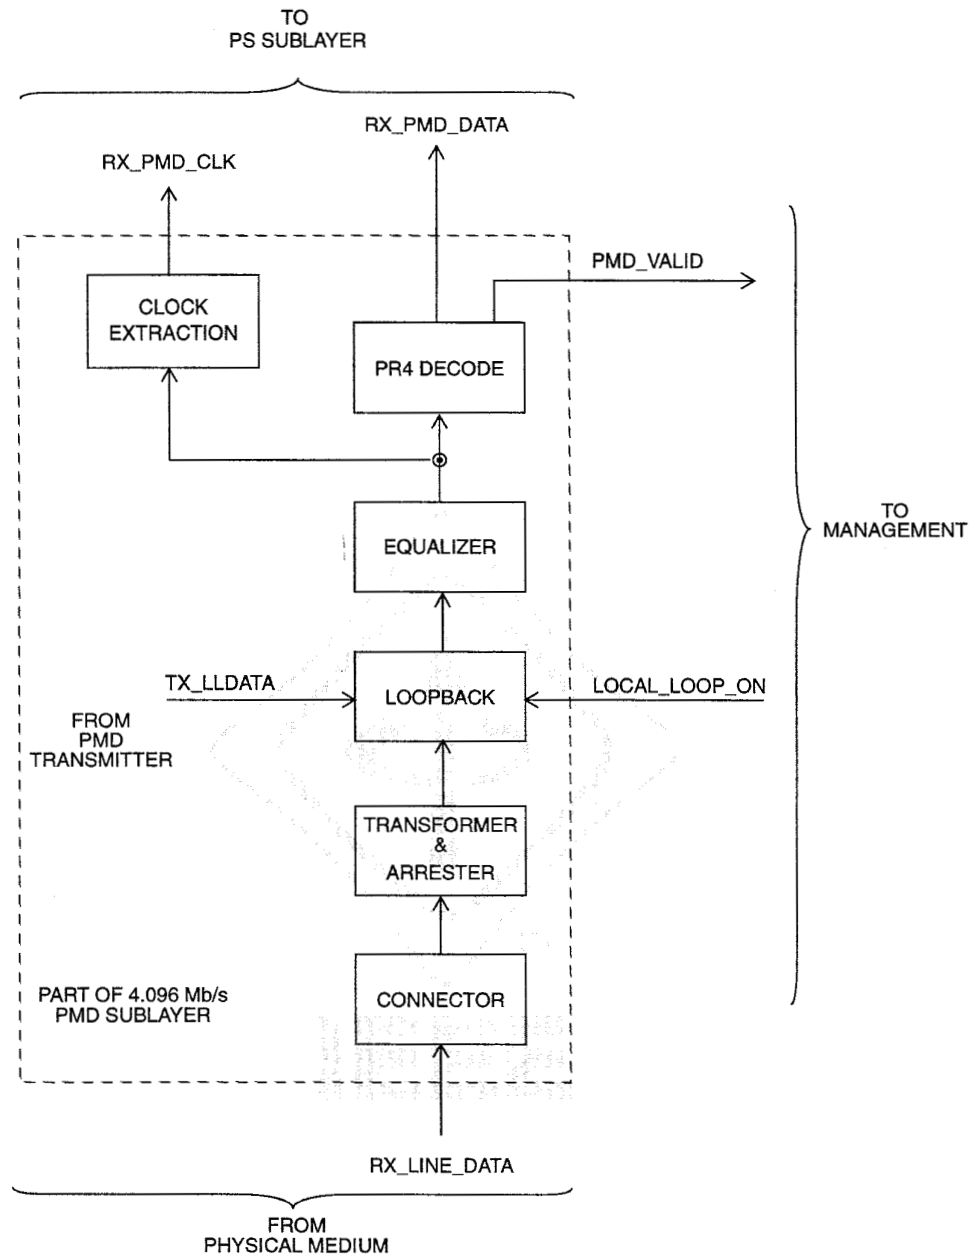 TO
PS SUBLAYER
RX_PMD_DATA
RX_PMD_CLK
PMD_VALID
CLOCK
EXTRACTION
PR4 DECODE
TO
MANAGEMENT
EQUALIZER
TX_LLDATA
LOOPBACK
LOCAL_LOOP_ON
FROM
PMD
TRANSMITTER
TRANSFORMER
&
ARRESTER
PART OF 4.096 Mb/s
PMD SUBLAYER
CONNECTOR
RX_LINE_DATA
FROM
PHYSICAL MEDIUM